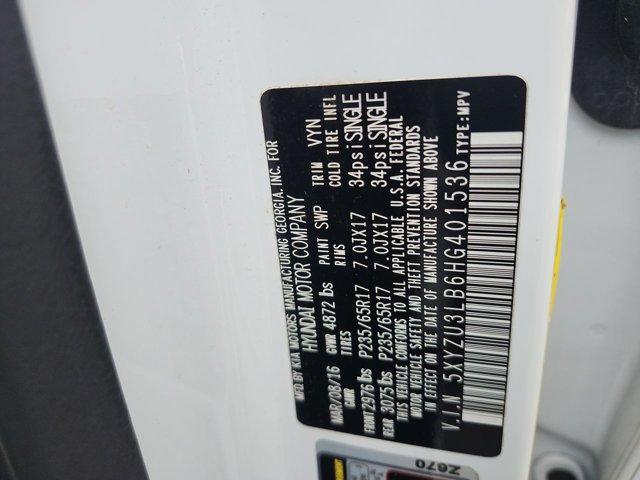 MFD. BY KIA MOTORS MANUFACTURING GEORGIA, INC. FOR
HYUNDAI MOTOR COMPANY
MAR/08/16 GVWR 4872 lbs PAINT SWP TRIM VYN
GAWR TIRES RIMS COLD TIRE INFL
FRONT 2976 lbs P235/65R17 7.0JX17 34psi SINGLE
REAR 3075 lbs P235/65R17 7.0JX17 34psi SINGLE
THIS VEHICLE CONFORMS TO ALL APPLICABLE U.S.A. FEDERAL
MOTOR VEHICLE SAFETY AND THEFT PREVENTION STANDARDS
IN EFFECT ON THE DATE OF MANUFACTURE SHOWN ABOVE
V.I.N 5XYZU3LB6HG401536 TYPE:MPV
Z670